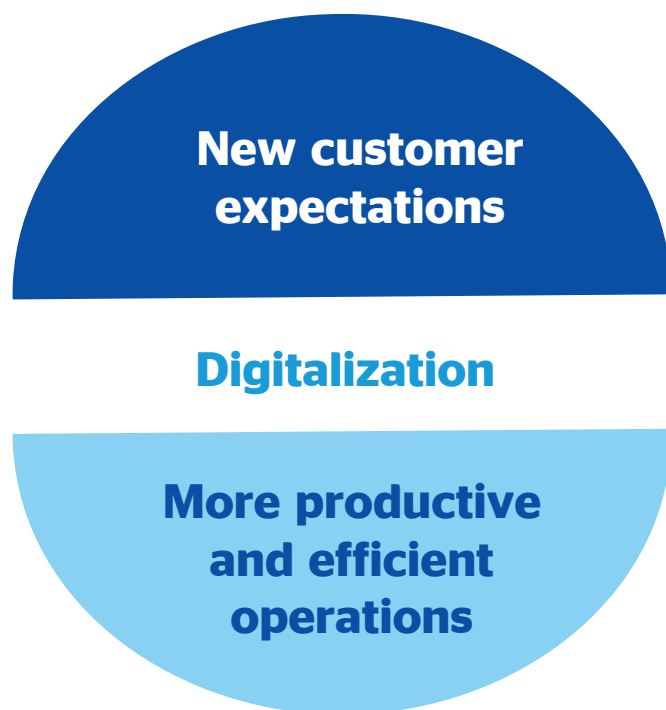 New customer
expectations
Digitalization
More productive
and efficient
operations